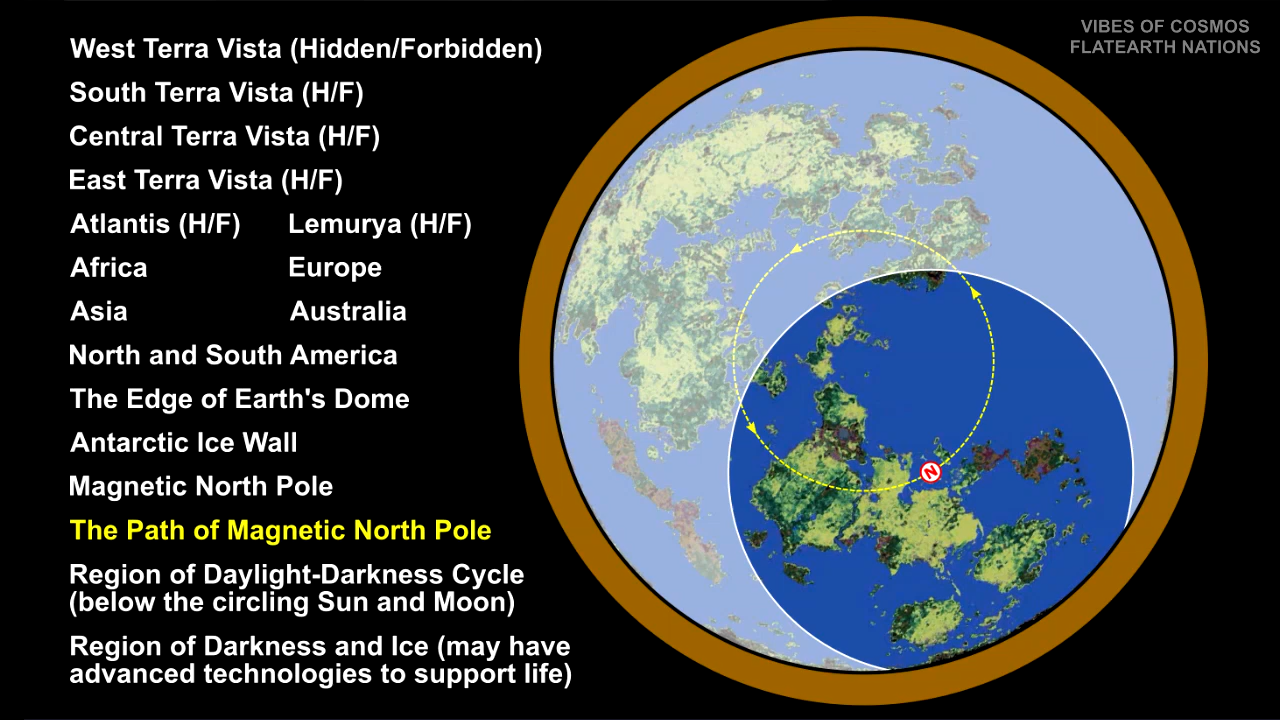 VIBES OF COSMOS
FLATEARTH NATIONS
West Terra Vista (Hidden/Forbidden)
South Terra Vista (H/F)
Central Terra Vista (H/F)
East Terra Vista (H/F)
Atlantis (H/F) Lemurya (H/F)
Africa Europe
Asia Australia
North and South America
The Edge of Earth's Dome
Antarctic Ice Wall
Magnetic North Pole
The Path of Magnetic North Pole
Region of Daylight-Darkness Cycle
(below the circling Sun and Moon)
Region of Darkness and Ice (may have
advanced technologies to support life)
N